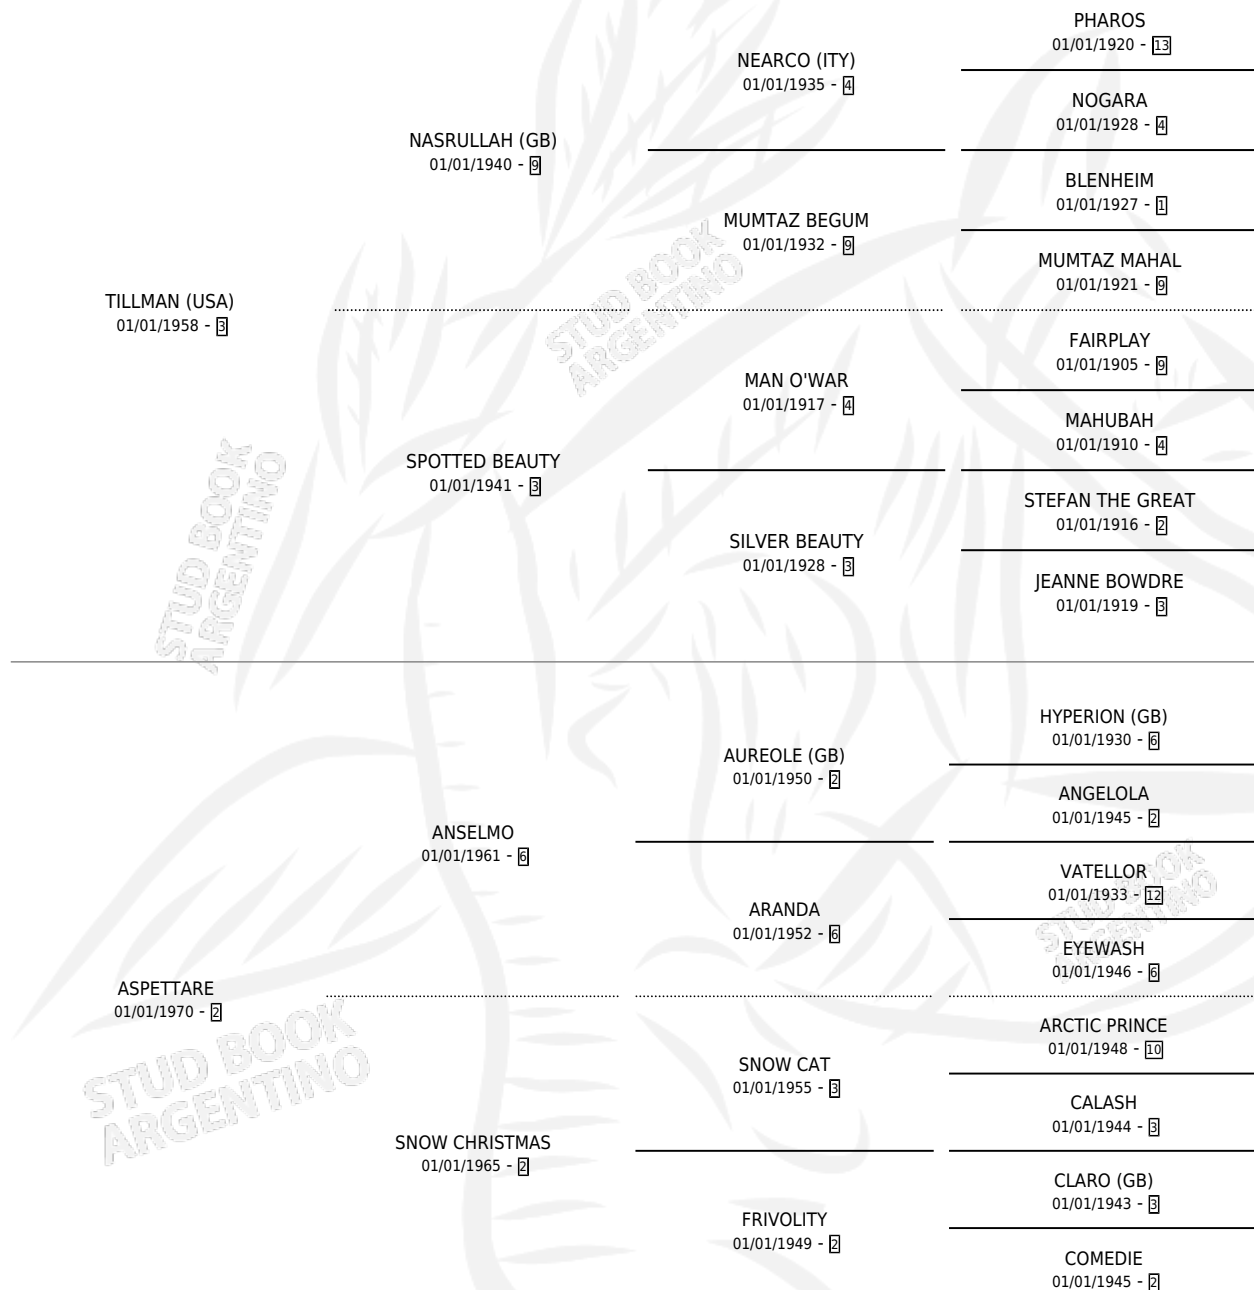 PHAROS
01/01/1920 - 13
NEARCO (ITY)
01/01/1935 - 4
NOGARA
01/01/1928 - 4
NASRULLAH (GB)
01/01/1940 - 9
BLENHEIM
01/01/1927 - 1
MUMTAZ BEGUM
01/01/1932 - 9
MUMTAZ MAHAL
01/01/1921 - 9
TILLMAN (USA)
01/01/1958 - 3
FAIRPLAY
01/01/1905 - 9
MAN O'WAR
01/01/1917 - 4
MAHUBAH
01/01/1910 - 4
SPOTTED BEAUTY
01/01/1941 - 3
STEFAN THE GREAT
01/01/1916 - 2
SILVER BEAUTY
01/01/1928 - 3
JEANNE BOWDRE
01/01/1919 - 3
STUD BOOK
ARGENTINO
STUD BOOK
ARGENTINO
HYPERION (GB)
01/01/1930 - 6
AUREOLE (GB)
01/01/1950 - 2
ANGELOLA
01/01/1945 - 2
ANSELMO
01/01/1961 - 6
VATELLOR
01/01/1933 - 12
ARANDA
01/01/1952 - 6
EYEWASH
01/01/1946 - 6
STUD BOOK
ARGENTINO
ASPETTARE
01/01/1970 - 2
ARCTIC PRINCE
01/01/1948 - 10
SNOW CAT
01/01/1955 - 3
CALASH
01/01/1944 - 3
SNOW CHRISTMAS
01/01/1965 - 2
CLARO (GB)
01/01/1943 - 3
FRIVOLITY
01/01/1949 - 2
COMEDIE
01/01/1945 - 2
STUD BOOK
ARGENTINO